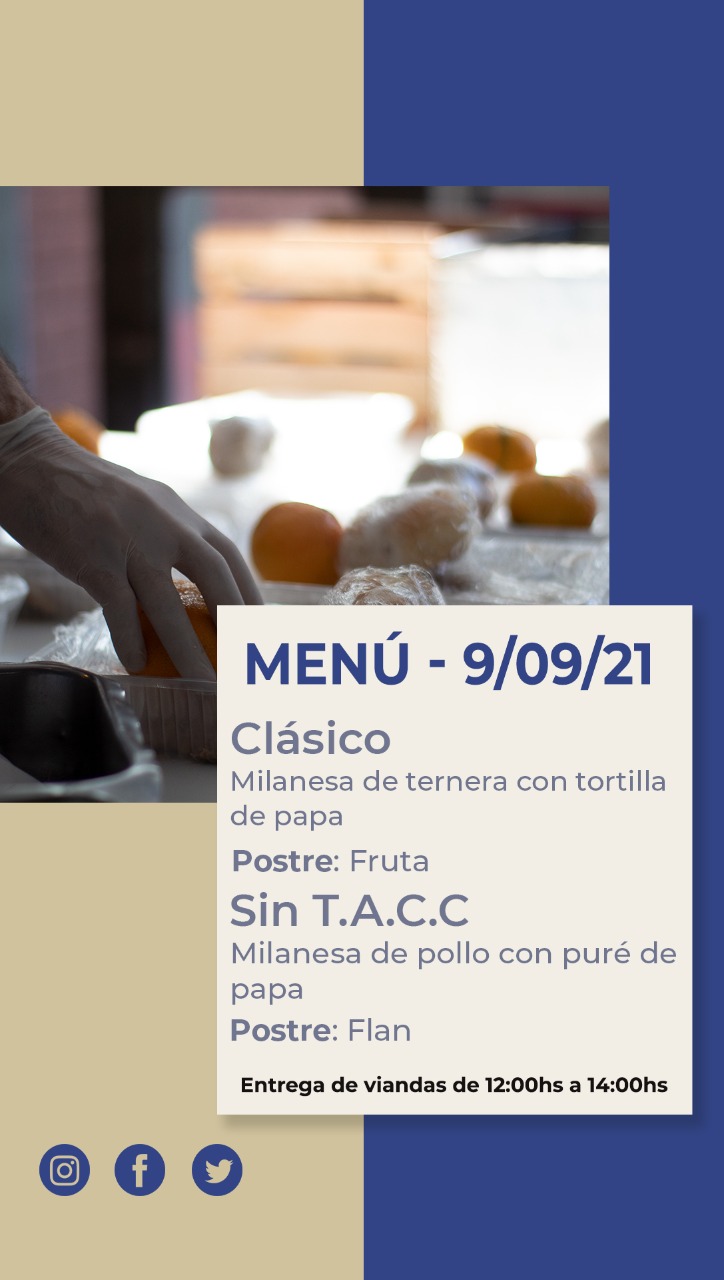 MENÚ - 9/09/21
Clásico
Milanesa de ternera con tortilla
de papa
Postre: Fruta
Sin T.A.C.C
Milanesa de pollo con puré de
papa
Postre: Flan
Entrega de viandas de 12:00hs a 14:00hs